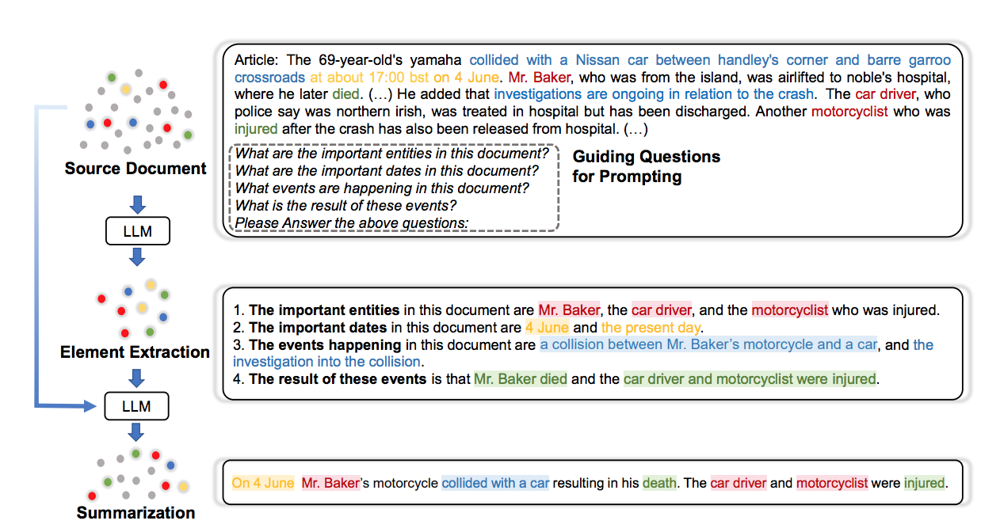 Article: The 69-year-old's yamaha collided with a Nissan car between handley's corner and barre garroo
crossroads at about 17:00 bst on 4 June. Mr. Baker, who was from the island, was airlifted to noble's hospital,
where he later died. (…) He added that investigations are ongoing in relation to the crash. The car driver, who
police say was northern irish, was treated in hospital but has been discharged. Another motorcyclist who was
injured after the crash has also been released from hospital. (…)
What are the important entities in this document?
What are the important dates in this document?
What events are happening in this document?
What is the result of these events?
Please Answer the above questions:
Guiding Questions
for Prompting
Source Document
LLM
Element Extraction
1. The important entities in this document are Mr. Baker, the car driver, and the motorcyclist who was injured.
2. The important dates in this document are 4 June and the present day.
3. The events happening in this document are a collision between Mr. Baker’s motorcycle and a car, and the
investigation into the collision.
4. The result of these events is that Mr. Baker died and the car driver and motorcyclist were injured.
LLM
Summarization
On 4 June Mr. Baker’s motorcycle collided with a car resulting in his death. The car driver and motorcyclist were injured.